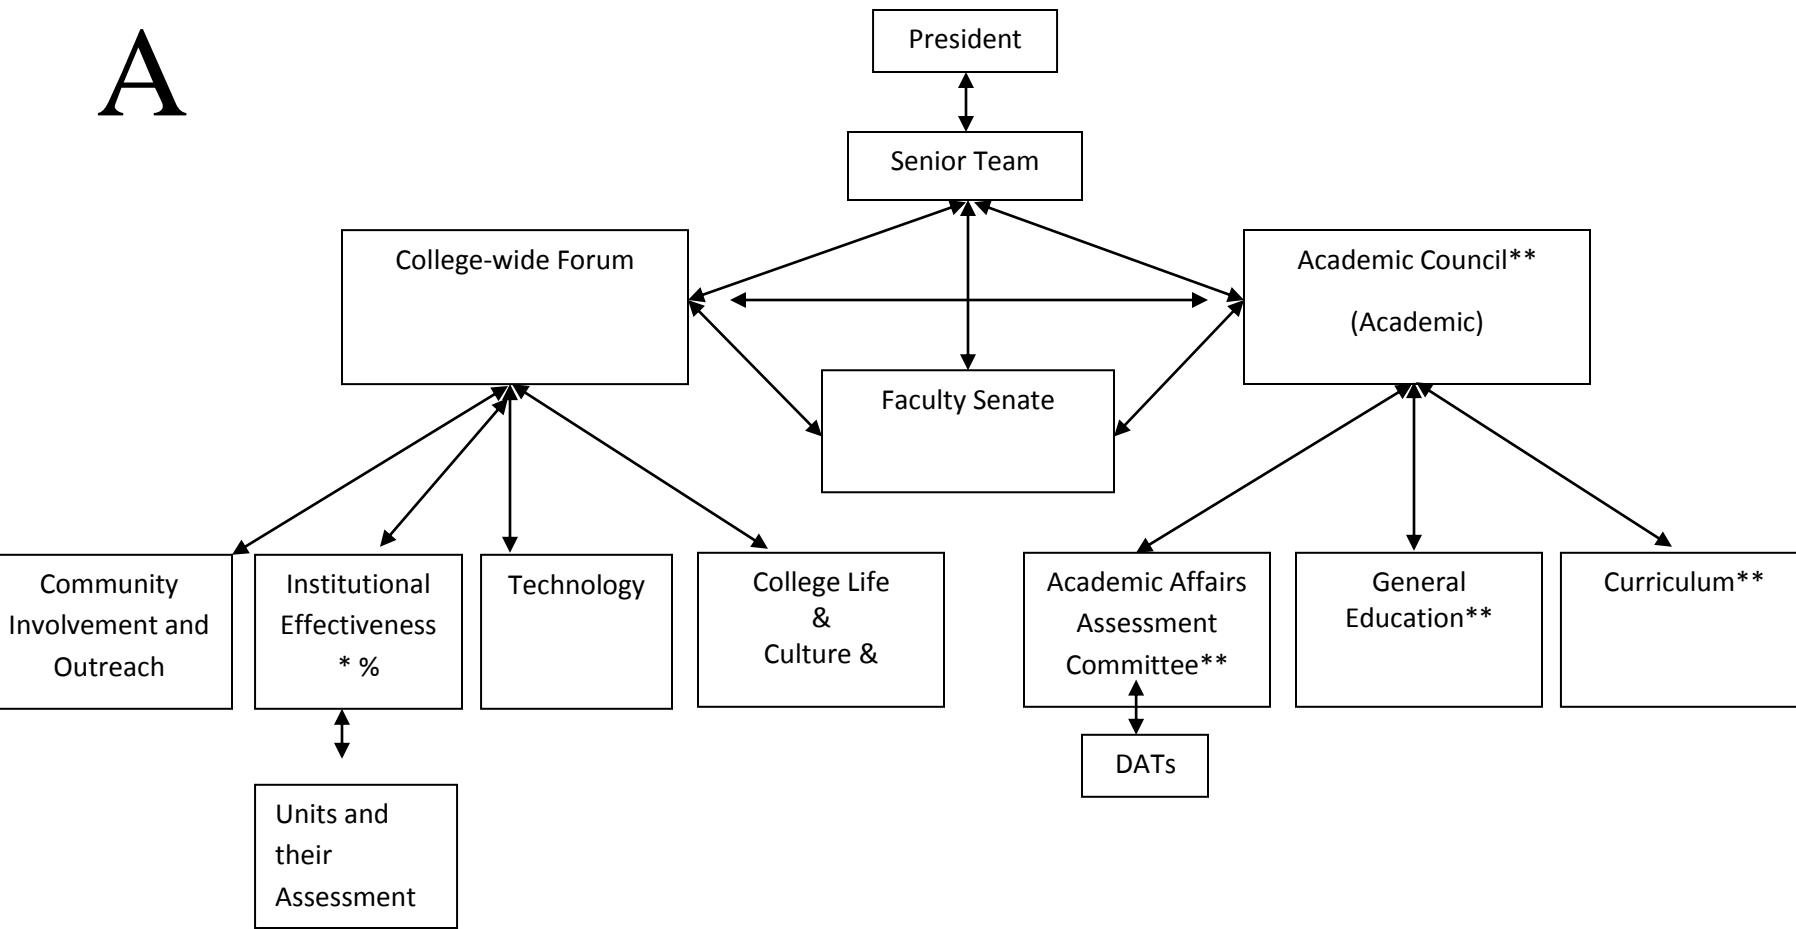 A
President
Senior Team
College-wide Forum
Academic Council**
(Academic)
Faculty Senate
Community
Involvement and
Outreach
Institutional
Effectiveness
* %
Technology
College Life
&
Culture &
Academic Affairs
Assessment
Committee**
General
Education**
Curriculum**
DATs
Units and
their
Assessment